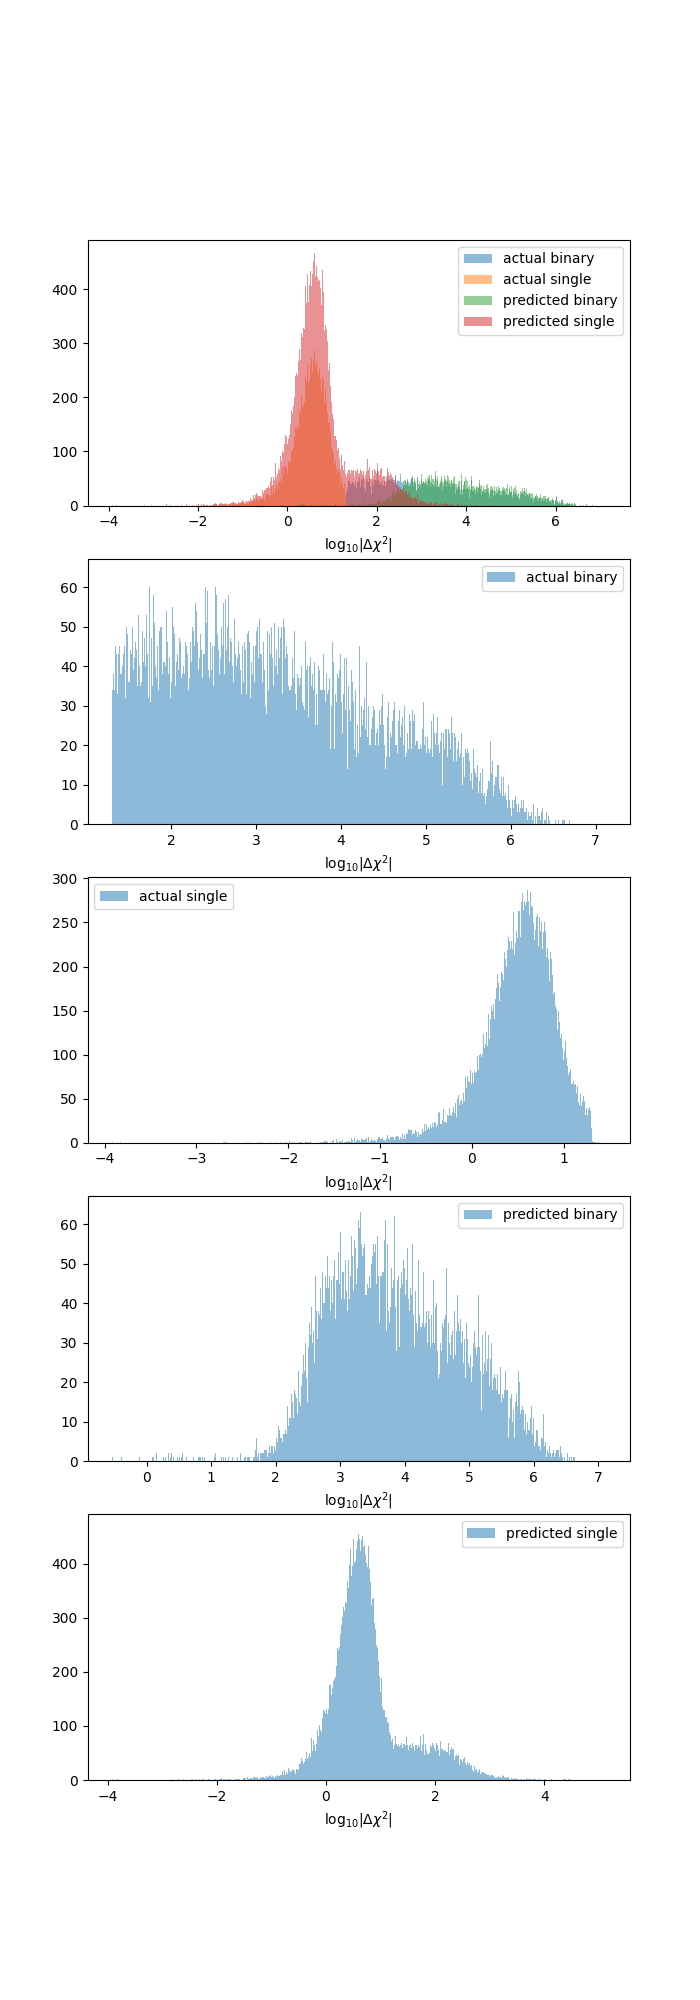 actual binary
actual single
predicted binary
predicted single
400
300
200
100
0
−4 −2 0 2 4 6
log₁₀|Δχ²|
actual binary
60
50
40
30
20
10
0
2 3 4 5 6 7
log₁₀|Δχ²|
300
actual single
250
200
150
100
50
0
−4 −3 −2 −1 0 1
log₁₀|Δχ²|
predicted binary
60
50
40
30
20
10
0
0 1 2 3 4 5 6 7
log₁₀|Δχ²|
predicted single
400
300
200
100
0
−4 −2 0 2 4
log₁₀|Δχ²|